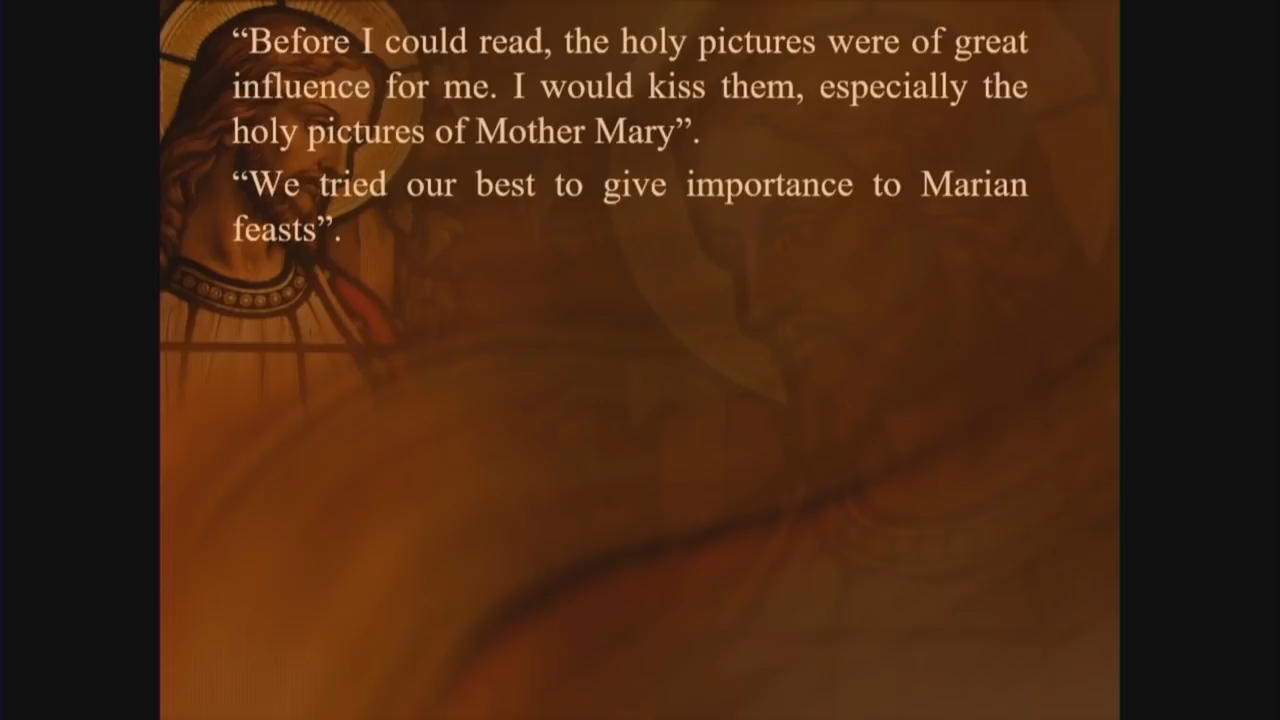 “Before I could read, the holy pictures were of great
influence for me. I would kiss them, especially the
holy pictures of Mother Mary”.
“We tried our best to give importance to Marian
feasts”.